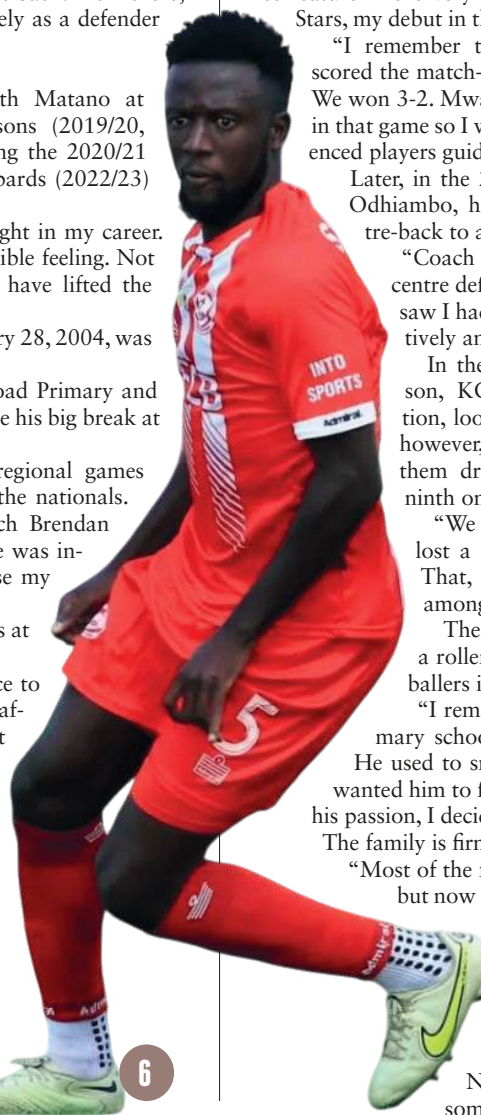 ely as a defender
th Matano at
sons (2019/20,
ng the 2020/21
pards (2022/23)
ght in my career.
ible feeling. Not
have lifted the
ry 28, 2004, was
oad Primary and
e his big break at
regional games
the nationals.
ch Brendan
e was in-
se my
s at
ce to
af-
t
INTO
SPORTS
Admiral
5
Admiral
6
Stars, my debut in th
“I remember t
scored the match-
We won 3-2. Mwa
in that game so I w
enced players guid
Later, in the
Odhiambo, h
tre-back to a
“Coach
centre def
saw I had
tively an
In the
son, KC
tion, loo
however,
them dr
ninth on
“We
lost a
That,
among
The
a roller
ballers i
“I rem
mary schoo
He used to sn
wanted him to f
his passion, I decid
The family is firm
“Most of the
but now
N
som